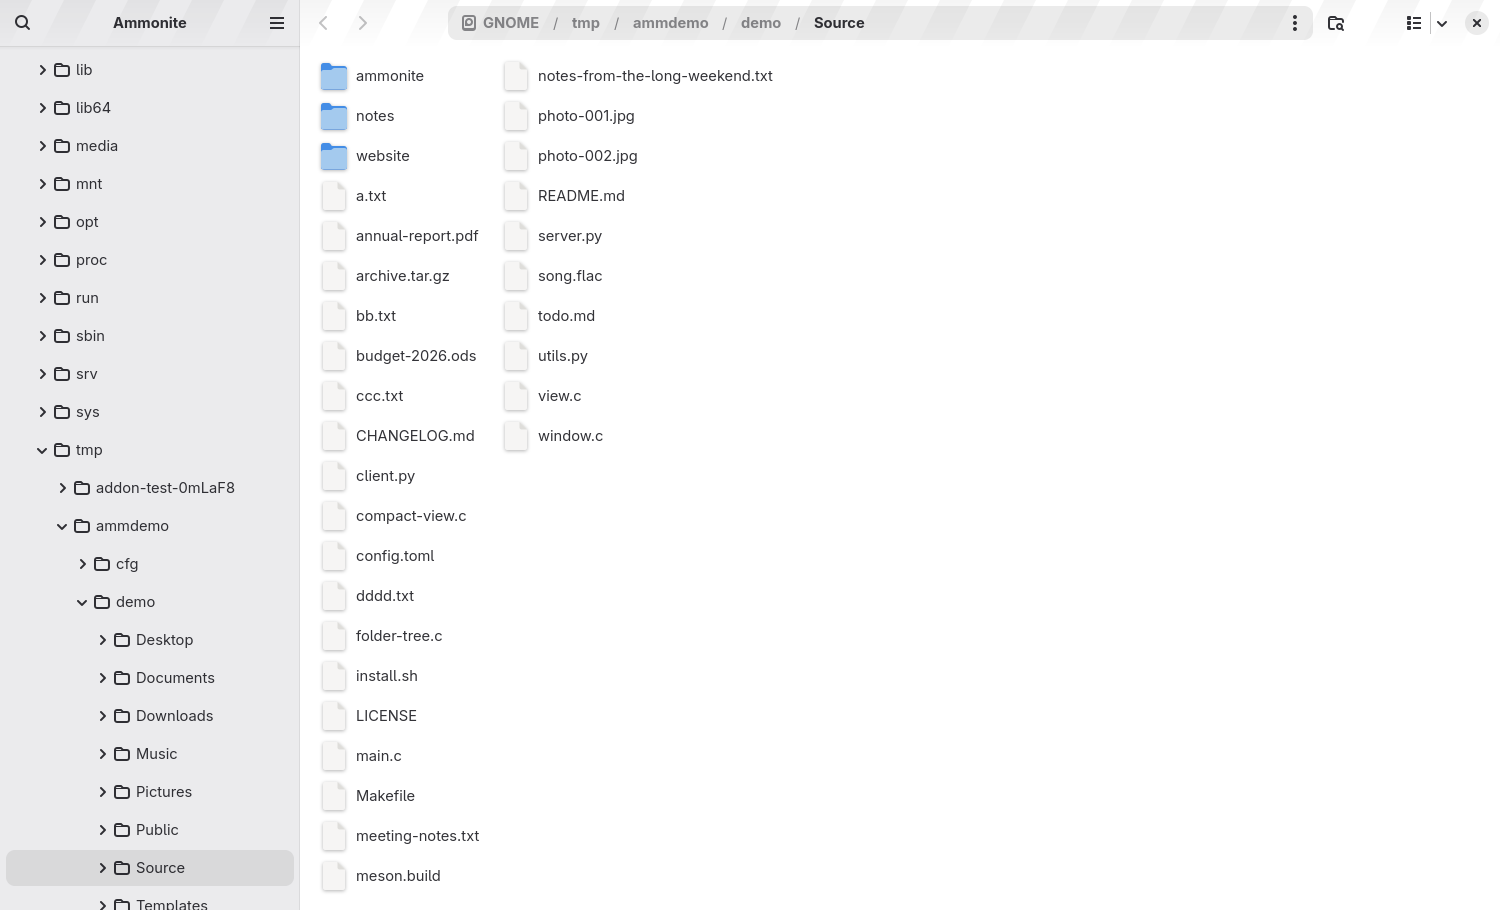 Ammonite
GNOME / tmp / ammdemo / demo / Source
lib
lib64
media
mnt
opt
proc
run
sbin
srv
sys
tmp
addon-test-0mLaF8
ammdemo
cfg
demo
Desktop
Documents
Downloads
Music
Pictures
Public
Source
Templates
ammonite
notes
website
a.txt
annual-report.pdf
archive.tar.gz
bb.txt
budget-2026.ods
ccc.txt
CHANGELOG.md
client.py
compact-view.c
config.toml
dddd.txt
folder-tree.c
install.sh
LICENSE
main.c
Makefile
meeting-notes.txt
meson.build
notes-from-the-long-weekend.txt
photo-001.jpg
photo-002.jpg
README.md
server.py
song.flac
todo.md
utils.py
view.c
window.c